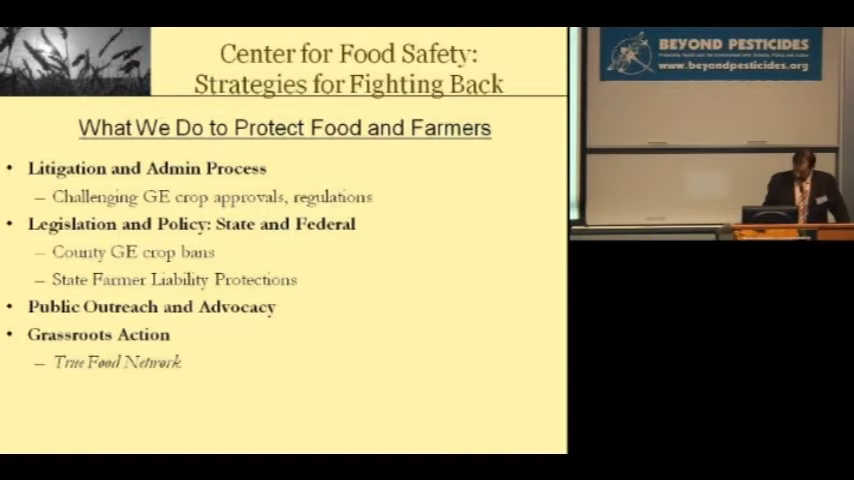 Center for Food Safety:
Strategies for Fighting Back
What We Do to Protect Food and Farmers
• Litigation and Admin Process
– Challenging GE crop approvals, regulations
• Legislation and Policy: State and Federal
– County GE crop bans
– State Farmer Liability Protections
• Public Outreach and Advocacy
• Grassroots Action
– True Food Network
BEYOND PESTICIDES
www.beyondpesticides.org